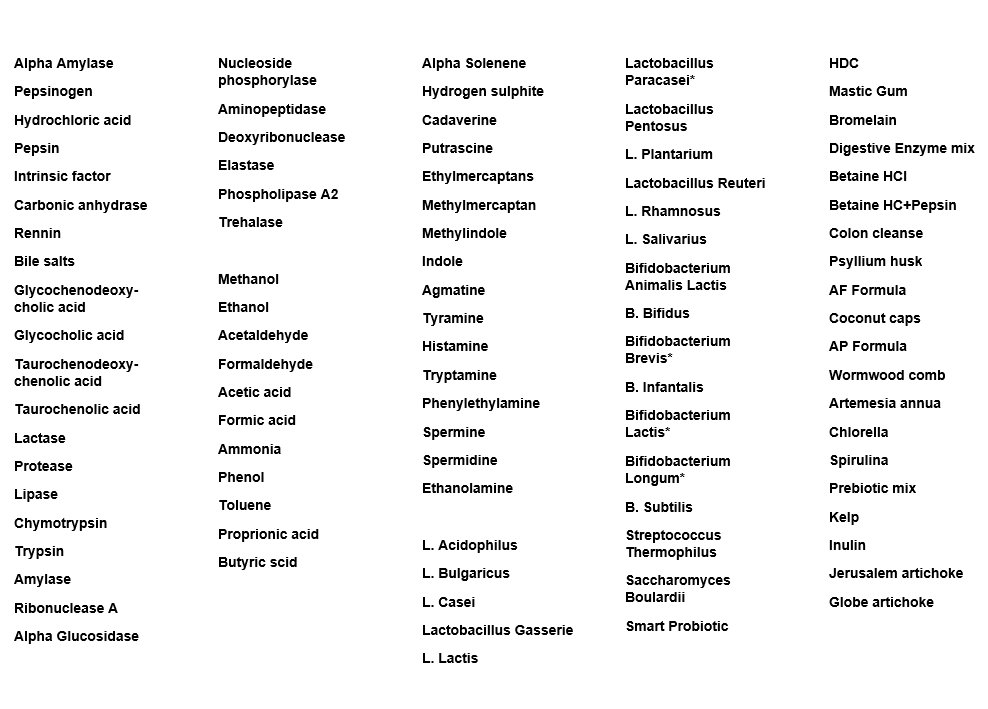 Alpha Amylase
Pepsinogen
Hydrochloric acid
Pepsin
Intrinsic factor
Carbonic anhydrase
Rennin
Bile salts
Glycochenodeoxy-
cholic acid
Glycocholic acid
Taurochenodeoxy-
chenolic acid
Taurochenolic acid
Lactase
Protease
Lipase
Chymotrypsin
Trypsin
Amylase
Ribonuclease A
Alpha Glucosidase
Nucleoside
phosphorylase
Aminopeptidase
Deoxyribonuclease
Elastase
Phospholipase A2
Trehalase
Methanol
Ethanol
Acetaldehyde
Formaldehyde
Acetic acid
Formic acid
Ammonia
Phenol
Toluene
Proprionic acid
Butyric scid
Alpha Solenene
Hydrogen sulphite
Cadaverine
Putrascine
Ethylmercaptans
Methylmercaptan
Methylindole
Indole
Agmatine
Tyramine
Histamine
Tryptamine
Phenylethylamine
Spermine
Spermidine
Ethanolamine
L. Acidophilus
L. Bulgaricus
L. Casei
Lactobacillus Gasserie
L. Lactis
Lactobacillus
Paracasei*
Lactobacillus
Pentosus
L. Plantarium
Lactobacillus Reuteri
L. Rhamnosus
L. Salivarius
Bifidobacterium
Animalis Lactis
B. Bifidus
Bifidobacterium
Brevis*
B. Infantalis
Bifidobacterium
Lactis*
Bifidobacterium
Longum*
B. Subtilis
Streptococcus
Thermophilus
Saccharomyces
Boulardii
Smart Probiotic
HDC
Mastic Gum
Bromelain
Digestive Enzyme mix
Betaine HCl
Betaine HC+Pepsin
Colon cleanse
Psyllium husk
AF Formula
Coconut caps
AP Formula
Wormwood comb
Artemesia annua
Chlorella
Spirulina
Prebiotic mix
Kelp
Inulin
Jerusalem artichoke
Globe artichoke